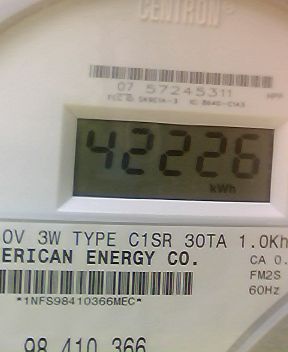 CENTRON
07 57245311
42226
kWh
0V 3W TYPE C1SR 30TA 1.0Kh
ERICAN ENERGY CO.
CA 0.
FM2S
60Hz
*1NFS98410366MEC*
98 410 366